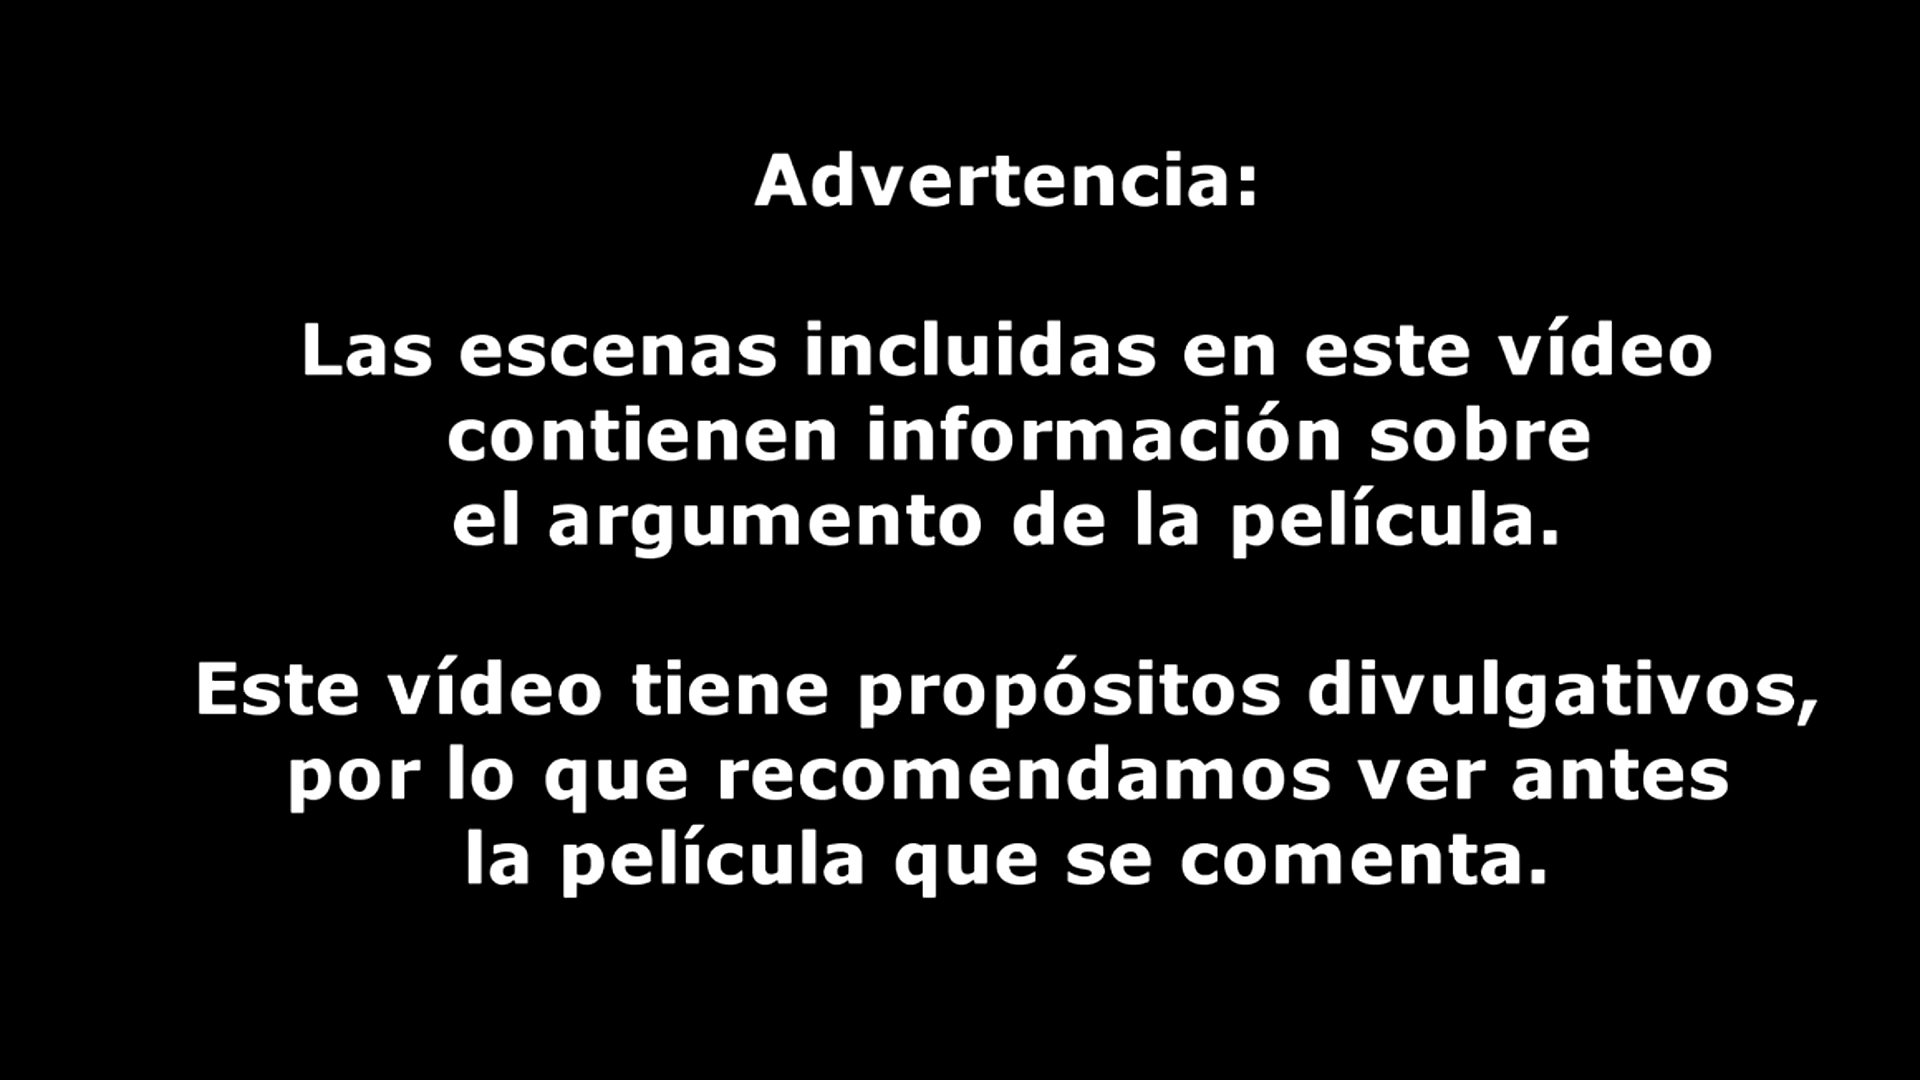 Advertencia:
Las escenas incluidas en este vídeo
contienen información sobre
el argumento de la película.
Este vídeo tiene propósitos divulgativos,
por lo que recomendamos ver antes
la película que se comenta.